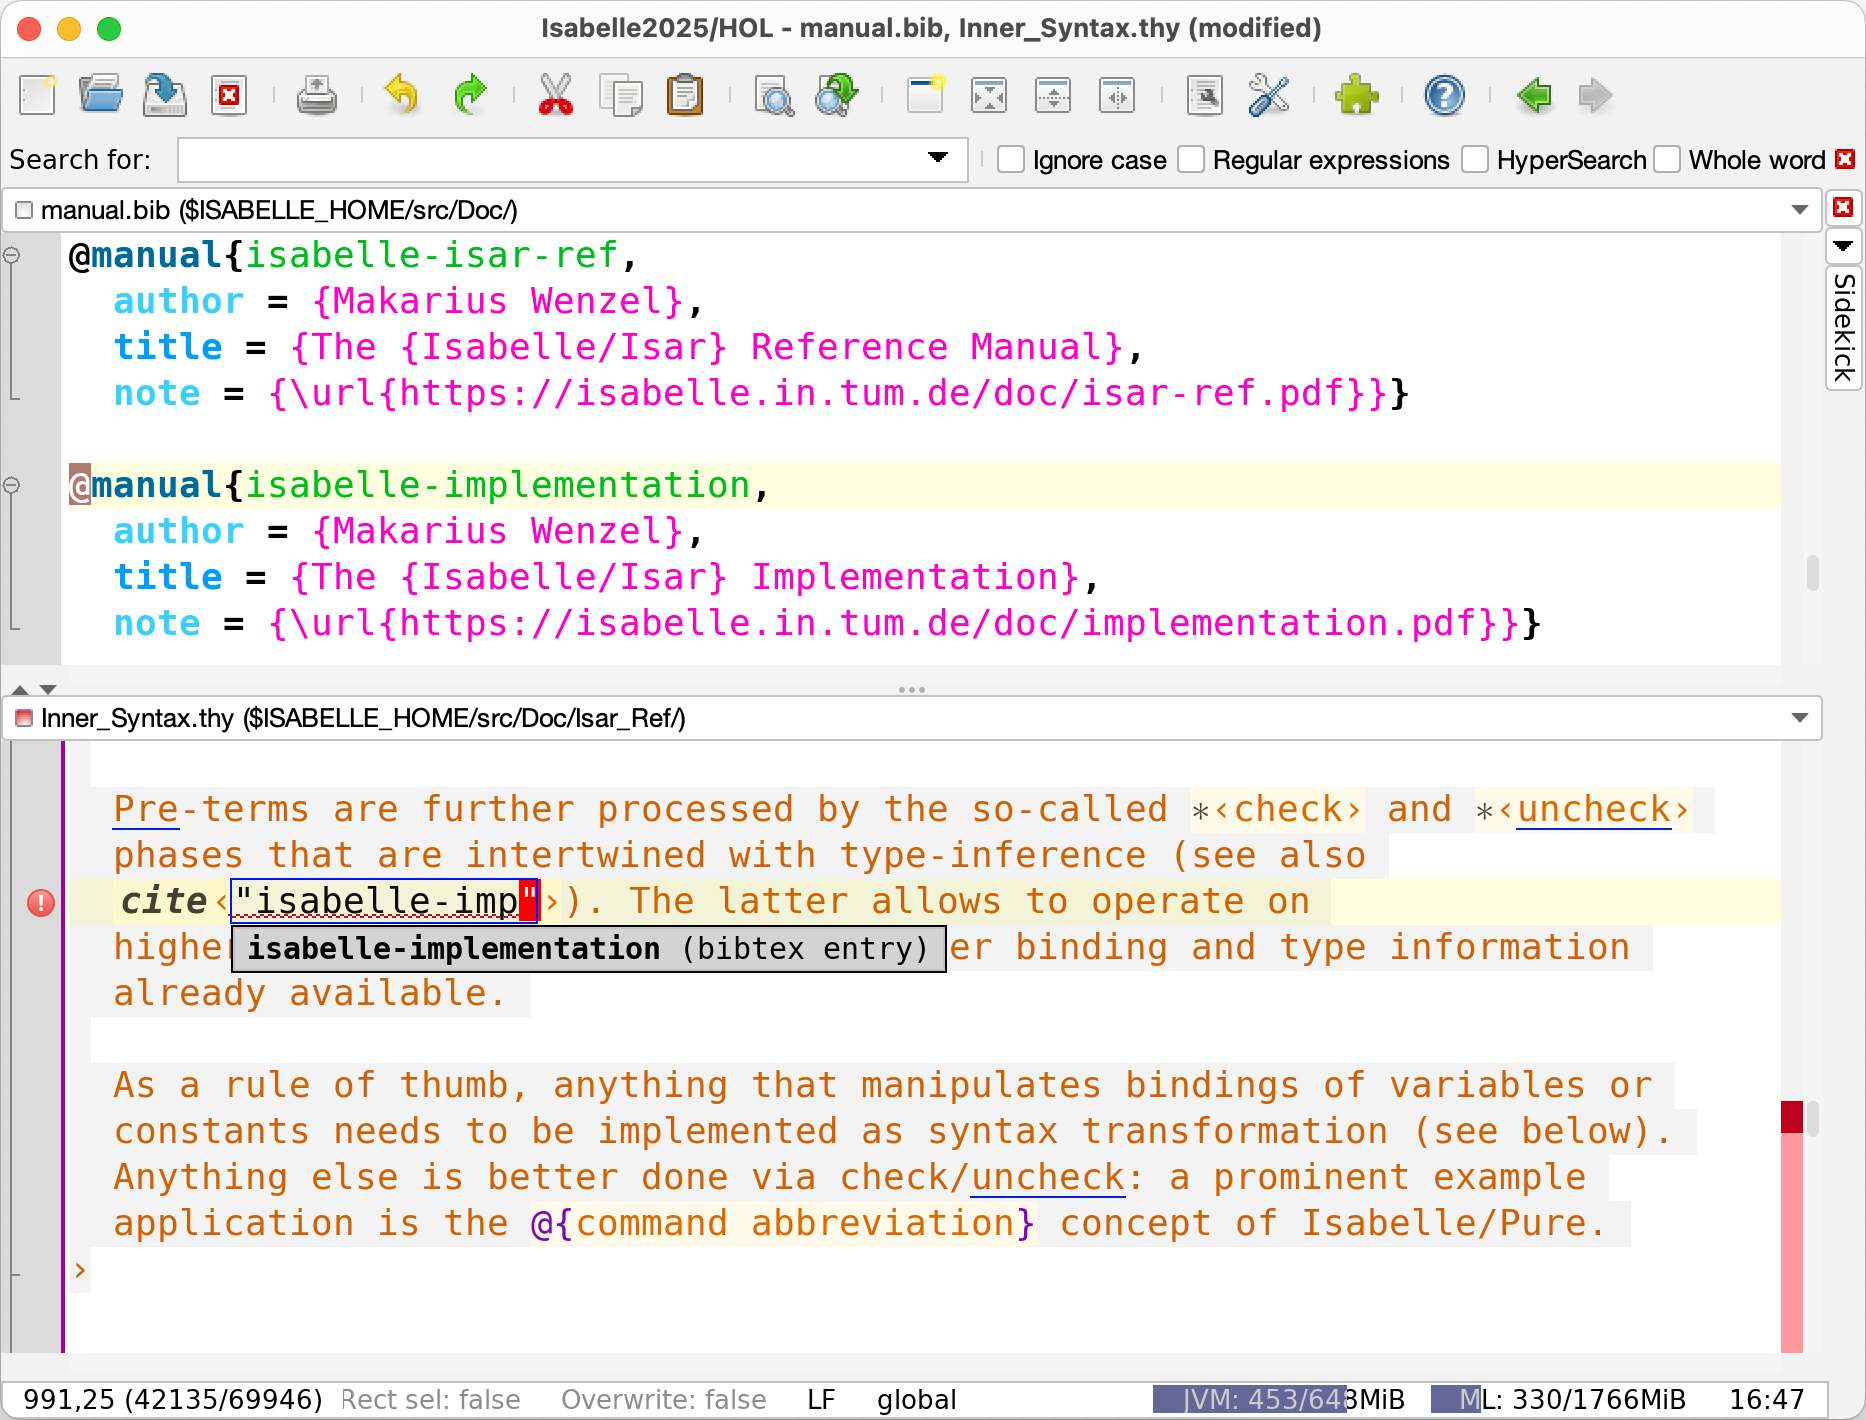 Isabelle2025/HOL - manual.bib, Inner_Syntax.thy (modified)
Search for:
Ignore case
Regular expressions
HyperSearch
Whole word
manual.bib ($ISABELLE_HOME/src/Doc/)
@manual{isabelle-isar-ref,
author = {Makarius Wenzel},
title = {The {Isabelle/Isar} Reference Manual},
note = {\url{https://isabelle.in.tum.de/doc/isar-ref.pdf}}}
@manual{isabelle-implementation,
author = {Makarius Wenzel},
title = {The {Isabelle/Isar} Implementation},
note = {\url{https://isabelle.in.tum.de/doc/implementation.pdf}}}
Sidekick
Inner_Syntax.thy ($ISABELLE_HOME/src/Doc/Isar_Ref/)
Pre-terms are further processed by the so-called *‹check› and *‹uncheck›
phases that are intertwined with type-inference (see also
cite‹"isabelle-imp"›). The latter allows to operate on
higher er binding and type information
isabelle-implementation (bibtex entry)
already available.
As a rule of thumb, anything that manipulates bindings of variables or
constants needs to be implemented as syntax transformation (see below).
Anything else is better done via check/uncheck: a prominent example
application is the @{command abbreviation} concept of Isabelle/Pure.
›
991,25 (42135/69946)
Rect sel: false
Overwrite: false
LF
global
JVM: 453/648MiB
ML: 330/1766MiB
16:47